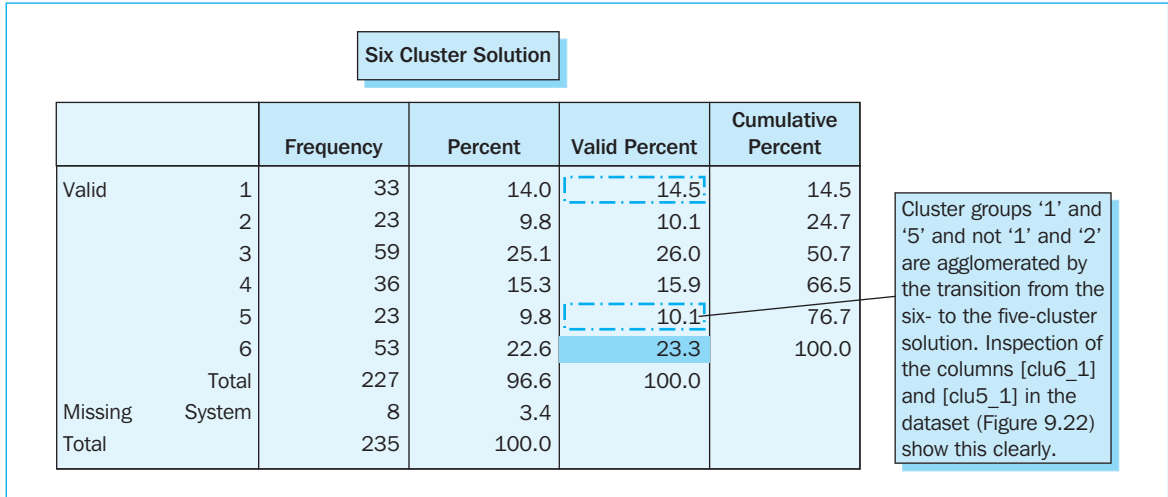 Six Cluster Solution
Frequency Percent Valid Percent Cumulative Percent
Valid 1 33 14.0 14.5 14.5
2 23 9.8 10.1 24.7
3 59 25.1 26.0 50.7
4 36 15.3 15.9 66.5
5 23 9.8 10.1 76.7
6 53 22.6 23.3 100.0
Total 227 96.6 100.0
Missing System 8 3.4
Total 235 100.0
Cluster groups ‘1’ and
‘5’ and not ‘1’ and ‘2’
are agglomerated by
the transition from the
six- to the five-cluster
solution. Inspection of
the columns [clu6_1]
and [clu5_1] in the
dataset (Figure 9.22)
show this clearly.